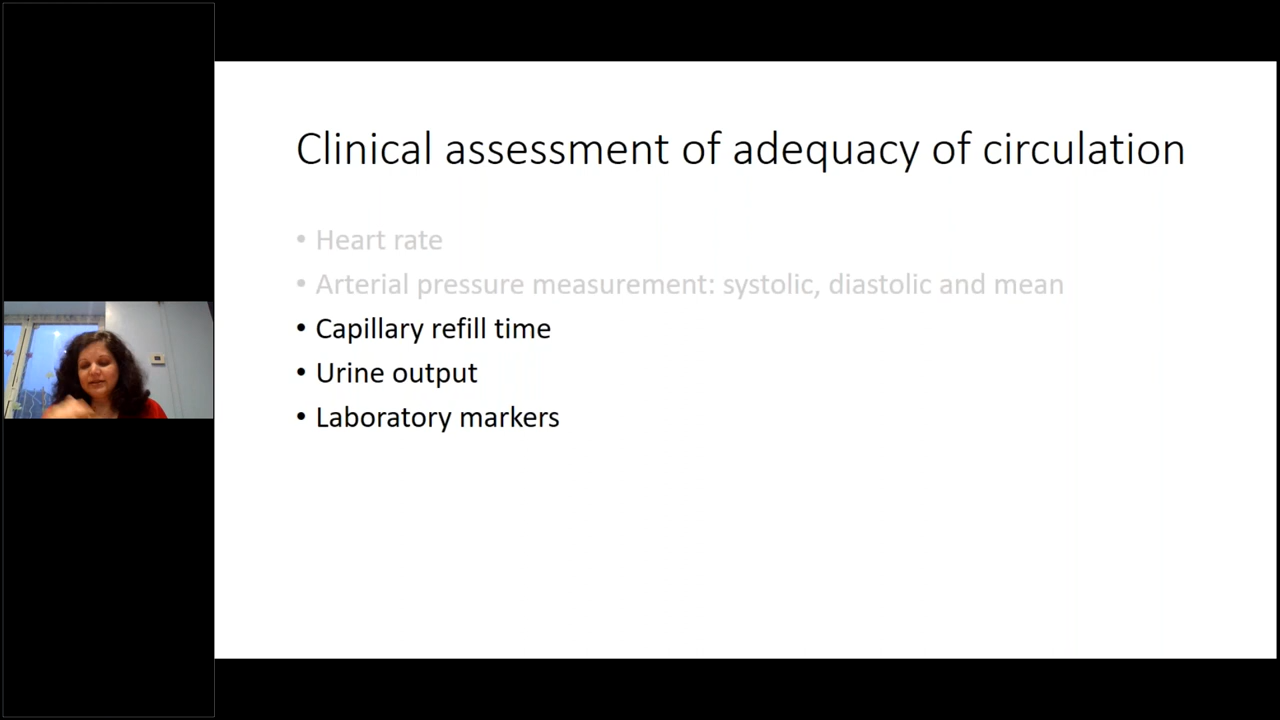 Clinical assessment of adequacy of circulation
• Heart rate
• Arterial pressure measurement: systolic, diastolic and mean
• Capillary refill time
• Urine output
• Laboratory markers